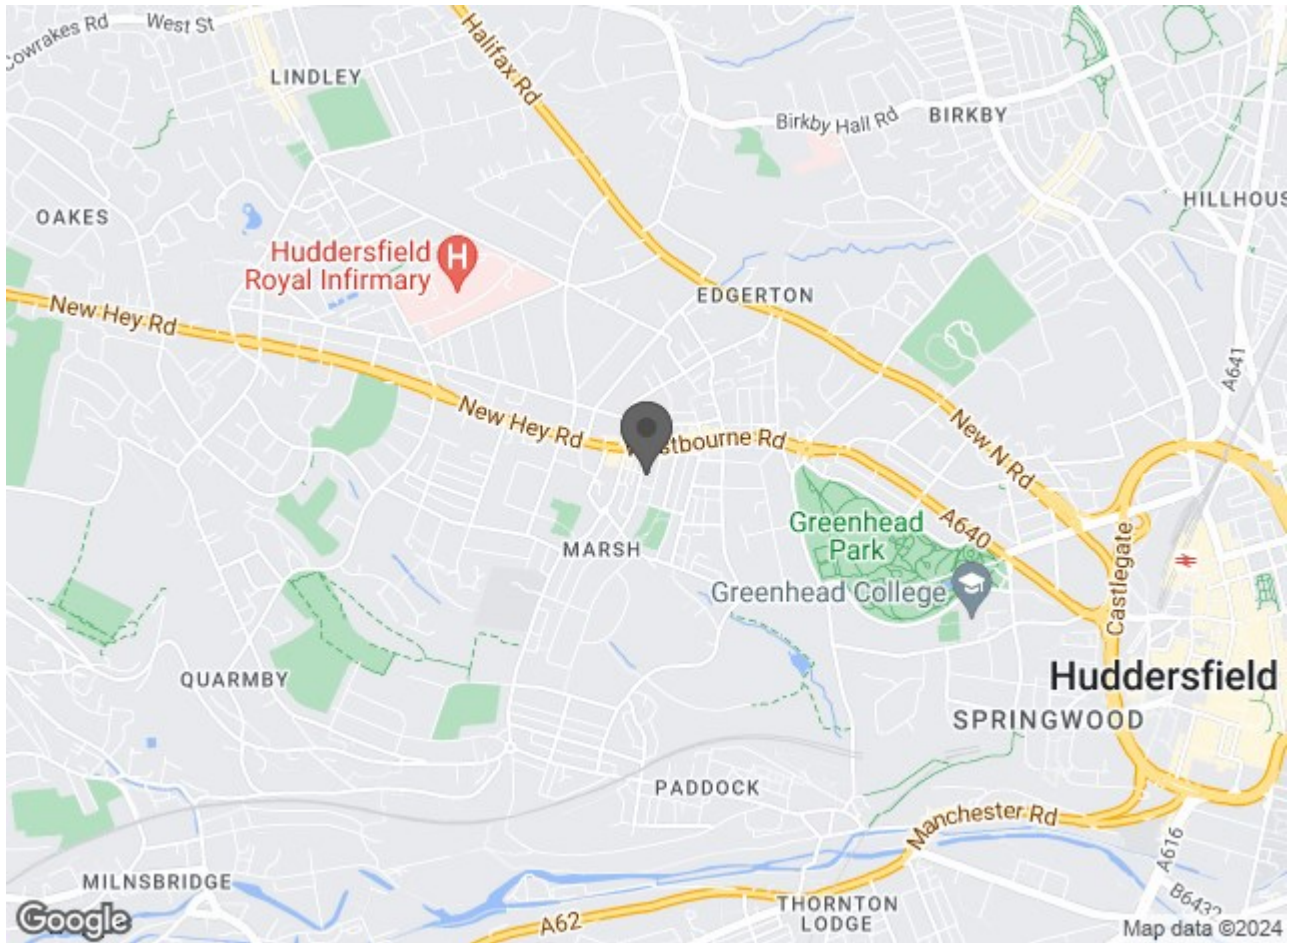 Cowrakes Rd
West St
LINDLEY
Halifax Rd
Birkby Hall Rd
BIRKBY
OAKES
HILLHOUS
Huddersfield
Royal Infirmary
H
EDGERTON
New Hey Rd
A641
New Hey Rd
stbourne Rd
New N Rd
Greenhead
Park
A640
MARSH
Greenhead College
Castlegate
QUARMBY
Huddersfield
SPRINGWOOD
PADDOCK
Manchester Rd
A616
MILNSBRIDGE
B6432
THORNTON
LODGE
A62
Google
Map data ©2024